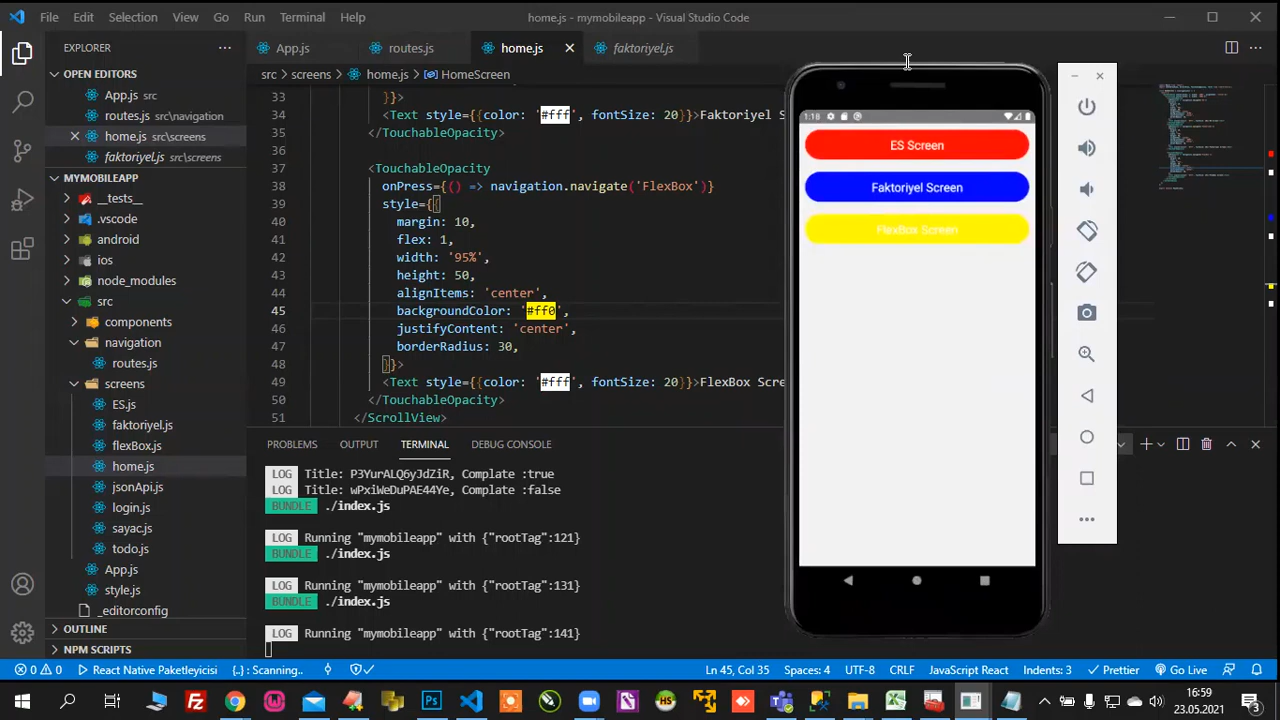 File Edit Selection View Go Run Terminal Help
home.js - mymobileapp - Visual Studio Code
EXPLORER
OPEN EDITORS
App.js src
routes.js src\navigation
home.js src\screens
faktoriyel.js src\screens
MYMOBILEAPP
__tests__
.vscode
android
ios
node_modules
src
components
navigation
routes.js
screens
ES.js
faktoriyel.js
flexBox.js
home.js
jsonApi.js
login.js
sayac.js
todo.js
App.js
style.js
_editorconfig
OUTLINE
NPM SCRIPTS
App.js routes.js home.js faktoriyel.js
src > screens > home.js > HomeScreen
33 }}>
34 <Text style={{color: '#fff', fontSize: 20}}>Faktoriyel S
35 </TouchableOpacity>
36
37 <TouchableOpacity
38 onPress={() => navigation.navigate('FlexBox')}
39 style={{
40 margin: 10,
41 flex: 1,
42 width: '95%',
43 height: 50,
44 alignItems: 'center',
45 backgroundColor: '#ff0',
46 justifyContent: 'center',
47 borderRadius: 30,
48 }}>
49 <Text style={{color: '#fff', fontSize: 20}}>FlexBox Scre
50 </TouchableOpacity>
51 </ScrollView>
PROBLEMS OUTPUT TERMINAL DEBUG CONSOLE
LOG Title: P3YurALQ6yJdZiR, Complate :true
LOG Title: wPxiWeDuPAE44Ye, Complate :false
BUNDLE ./index.js
LOG Running "mymobileapp" with {"rootTag":121}
BUNDLE ./index.js
LOG Running "mymobileapp" with {"rootTag":131}
BUNDLE ./index.js
LOG Running "mymobileapp" with {"rootTag":141}
1:18
ES Screen
Faktoriyel Screen
FlexBox Screen
0 0 React Native Paketleyicisi {..} : Scanning.. Ln 45, Col 35 Spaces: 4 UTF-8 CRLF JavaScript React Indents: 3 Prettier Go Live
16:59
23.05.2021